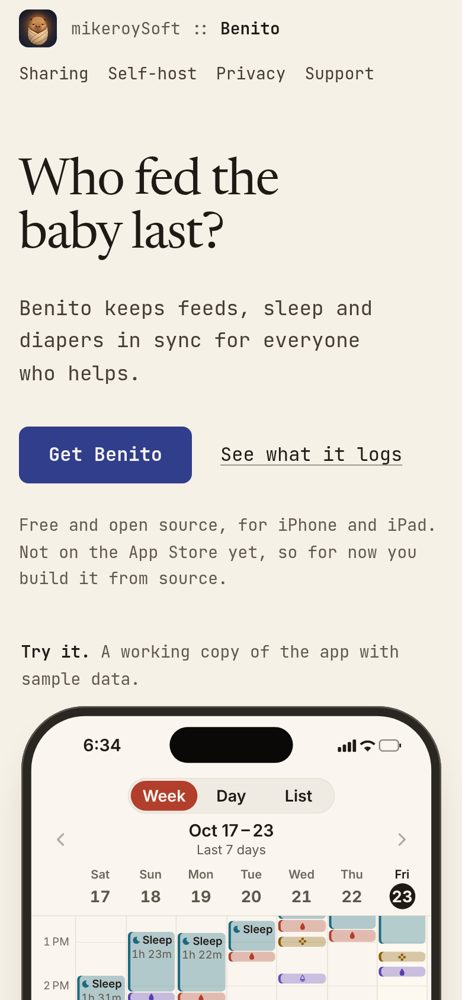 mikeroySoft :: Benito
Sharing Self-host Privacy Support
Who fed the
baby last?
Benito keeps feeds, sleep and
diapers in sync for everyone
who helps.
Get Benito See what it logs
Free and open source, for iPhone and iPad.
Not on the App Store yet, so for now you
build it from source.
Try it. A working copy of the app with
sample data.
6:34
Week Day List
Oct 17 – 23
Last 7 days
Sat Sun Mon Tue Wed Thu Fri
17 18 19 20 21 22 23
Sleep
1 PM Sleep Sleep
1h 23m 1h 22m
2 PM Sleep
1h 31m